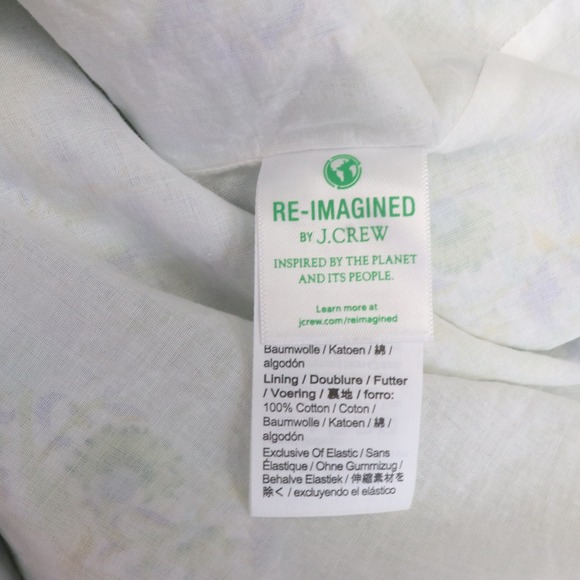 RE-IMAGINED
BY J.CREW
INSPIRED BY THE PLANET
AND ITS PEOPLE.
Learn more at
jcrew.com/reimagined
Baumwolle / Katoen / 綿 /
algodón
Lining / Doublure / Futter
/ Voering / 裏地 / forro:
100% Cotton / Coton /
Baumwolle / Katoen / 綿 /
algodón
Exclusive Of Elastic / Sans
Élastique / Ohne Gummizug /
Behalve Elastiek / 伸縮素材を
除く / excluyendo el elástico